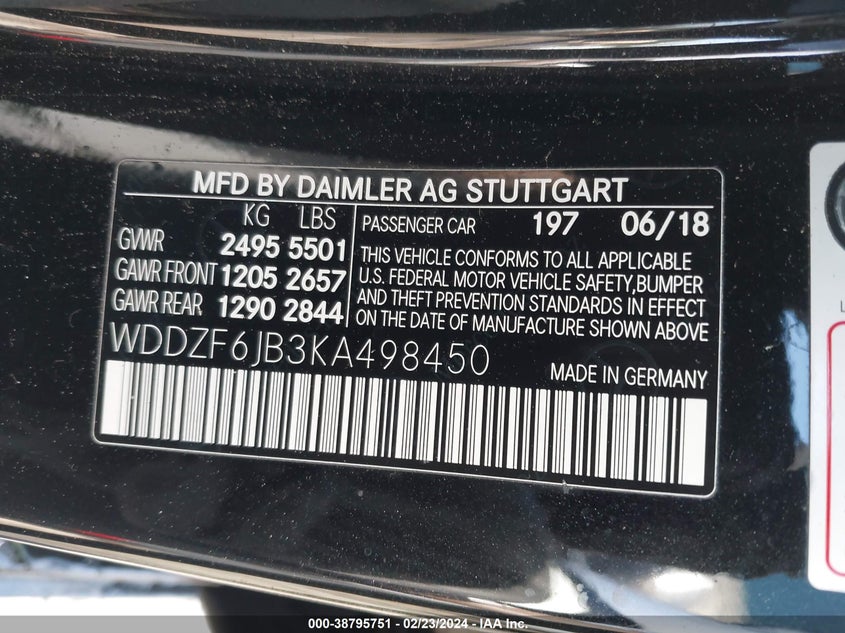 MFD BY DAIMLER AG STUTTGART
KG LBS
GVWR 2495 5501
GAWR FRONT 1205 2657
GAWR REAR 1290 2844
PASSENGER CAR 197 06/18
THIS VEHICLE CONFORMS TO ALL APPLICABLE
U.S. FEDERAL MOTOR VEHICLE SAFETY,BUMPER
AND THEFT PREVENTION STANDARDS IN EFFECT
ON THE DATE OF MANUFACTURE SHOWN ABOVE
WDDZF6JB3KA498450
MADE IN GERMANY
000-38795751 - 02/23/2024 - IAA Inc.